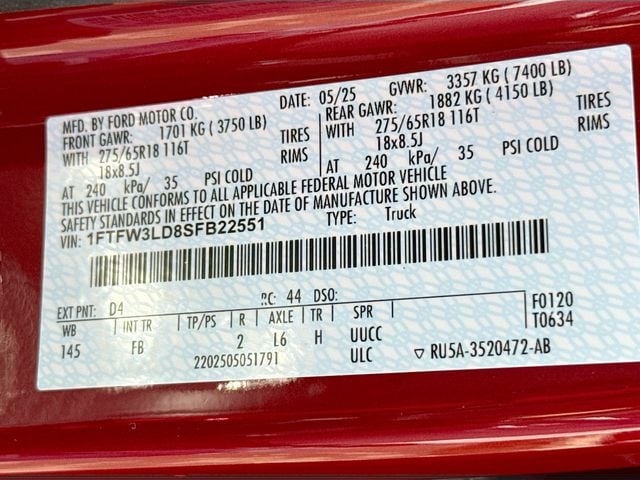 MFD. BY FORD MOTOR CO.
DATE: 05/25 GVWR: 3357 KG ( 7400 LB)
FRONT GAWR: 1701 KG ( 3750 LB)
REAR GAWR: 1882 KG ( 4150 LB)
WITH 275/65R18 116T TIRES
WITH 275/65R18 116T TIRES
18x8.5J RIMS
18x8.5J RIMS
AT 240 kPa/ 35 PSI COLD
AT 240 kPa/ 35 PSI COLD
THIS VEHICLE CONFORMS TO ALL APPLICABLE FEDERAL MOTOR VEHICLE
SAFETY STANDARDS IN EFFECT ON THE DATE OF MANUFACTURE SHOWN ABOVE.
VIN: 1FTFW3LD8SFB22551 TYPE: Truck
EXT PNT: D4 RC: 44 DSO: F0120
WB INT TR TP/PS R AXLE TR SPR T0634
145 FB 2 L6 H UUCC
2202505051791 ULC ▽ RU5A-3520472-AB